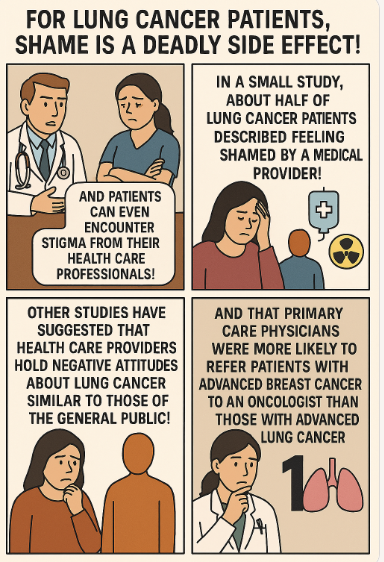 FOR LUNG CANCER PATIENTS,
SHAME IS A DEADLY SIDE EFFECT!
AND PATIENTS
CAN EVEN
ENCOUNTER
STIGMA FROM THEIR
HEALTH CARE
PROFESSIONALS!
IN A SMALL STUDY,
ABOUT HALF OF
LUNG CANCER PATIENTS
DESCRIBED FEELING
SHAMED BY A MEDICAL
PROVIDER!
OTHER STUDIES HAVE
SUGGESTED THAT
HEALTH CARE PROVIDERS
HOLD NEGATIVE ATTITUDES
ABOUT LUNG CANCER
SIMILAR TO THOSE OF
THE GENERAL PUBLIC!
AND THAT PRIMARY
CARE PHYSICIANS
WERE MORE LIKELY TO
REFER PATIENTS WITH
ADVANCED BREAST CANCER
TO AN ONCOLOGIST THAN
THOSE WITH ADVANCED
LUNG CANCER
1